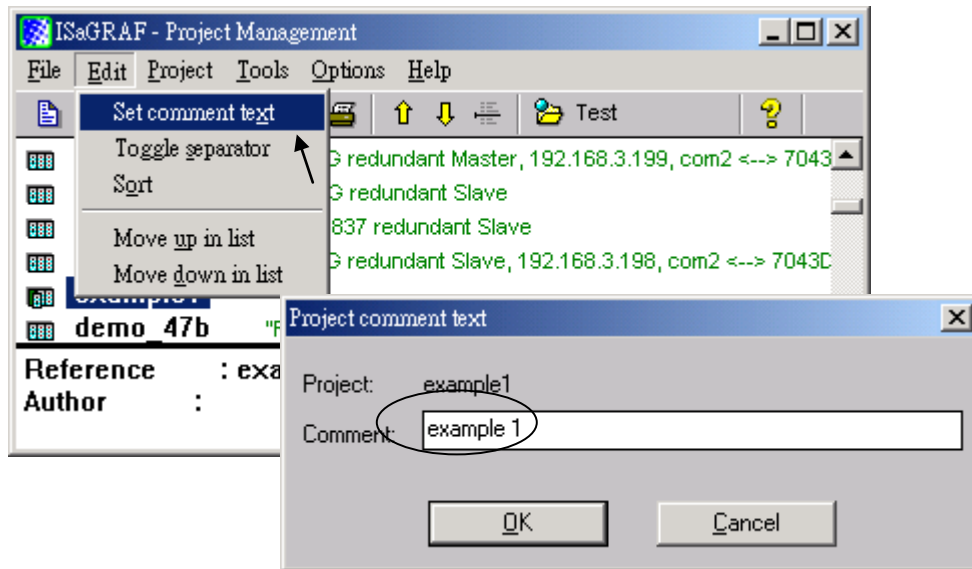 ISaGRAF - Project Management
File Edit Project Tools Options Help
Set comment text
Test
Toggle separator
Sort
Move up in list
Move down in list
G redundant Master, 192.168.3.199, com2 <--> 7043
G redundant Slave
837 redundant Slave
G redundant Slave, 192.168.3.198, com2 <--> 7043D
example1
demo_47b
Reference : exa
Author :
Project comment text
Project: example1
Comment: example 1
OK Cancel